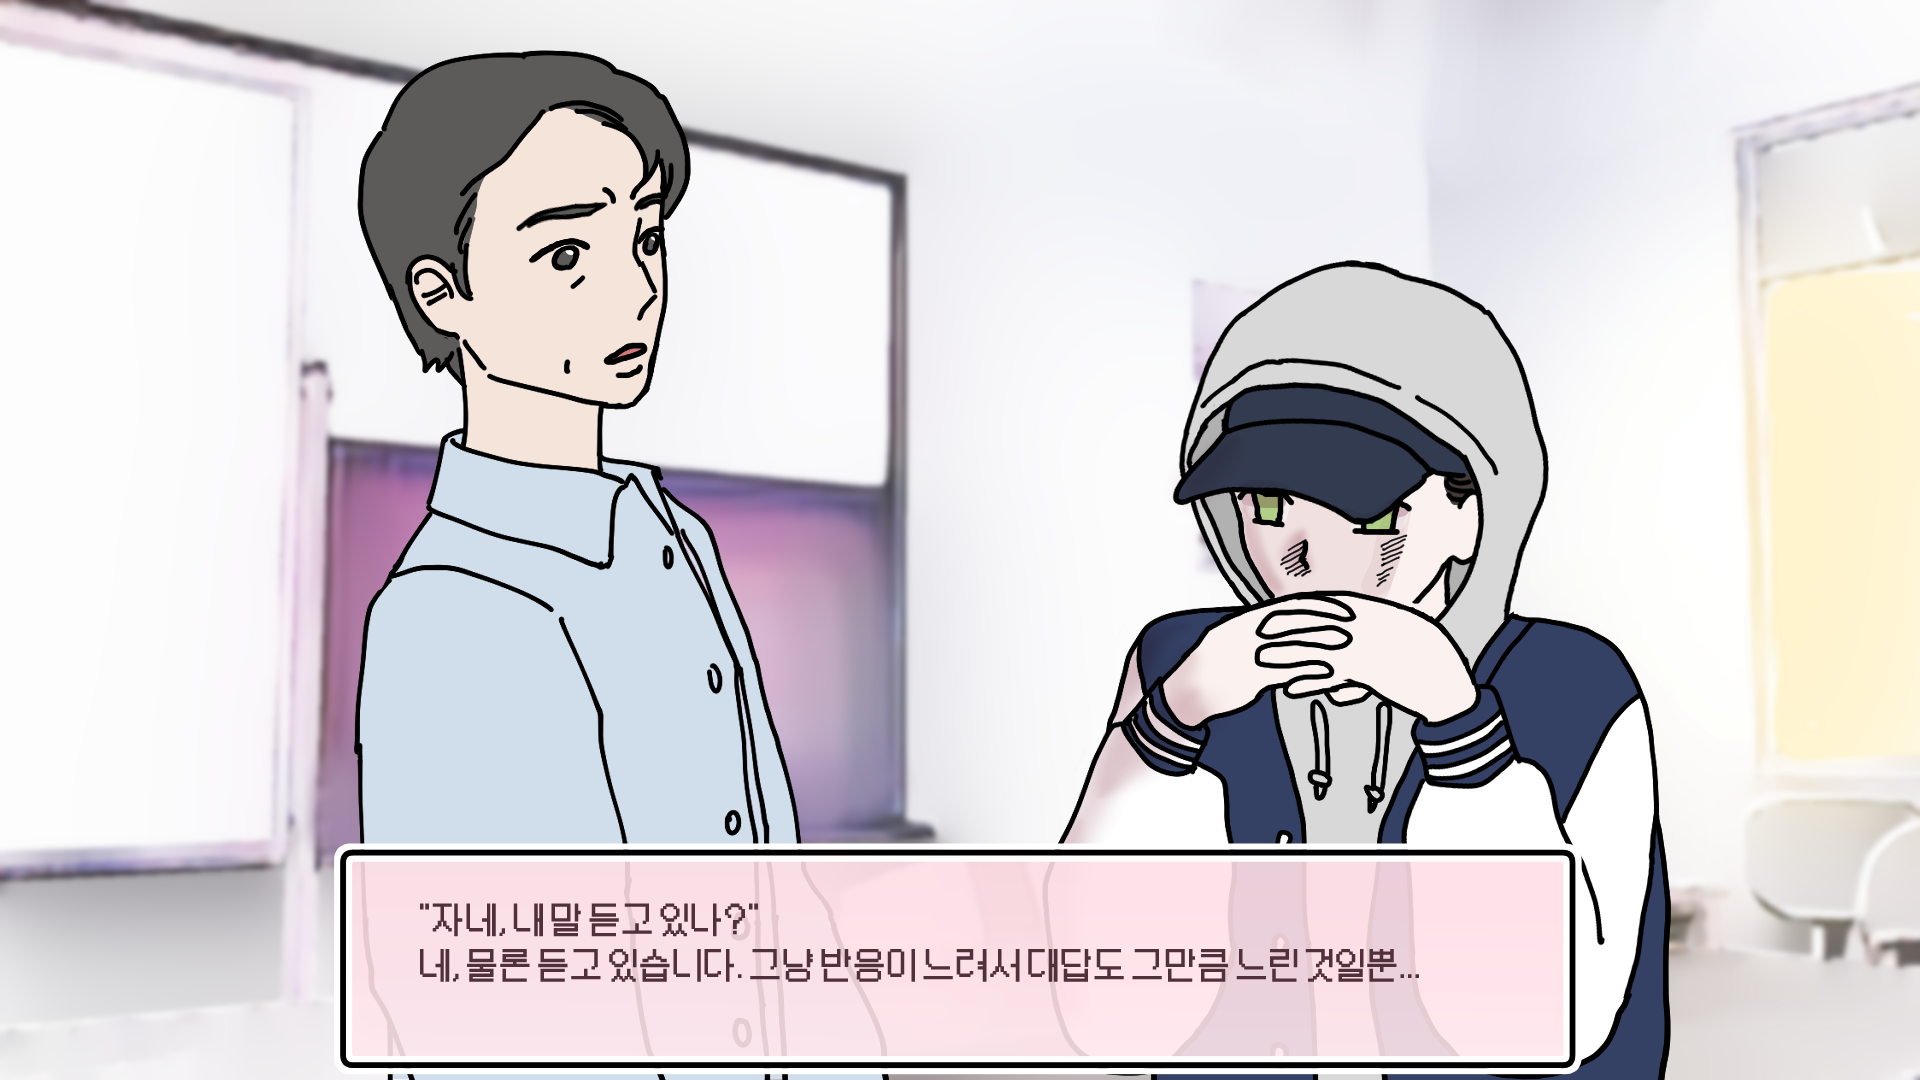 "자네, 내 말 듣고 있나?"
네, 물론 듣고 있습니다. 그냥 반응이 느려서 대답도 그만큼 느린 것일뿐...